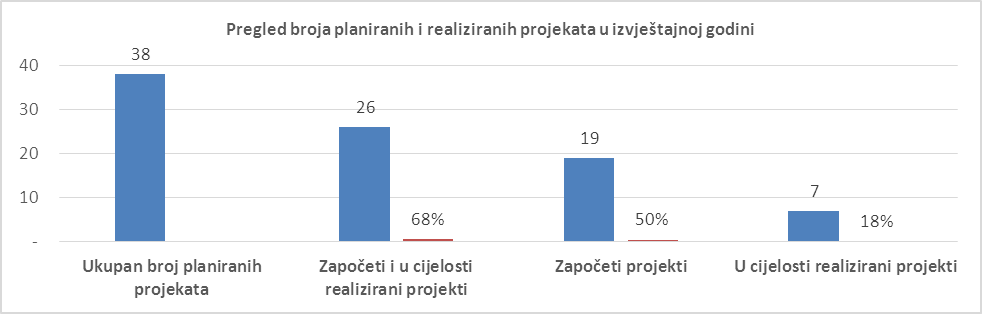 Pregled broja planiranih i realiziranih projekata u izvještajnoj godini
38
40
30
20
10
-
26
68%
19
50%
7
18%
Ukupan broj planiranih
projekata
Započeti i u cijelosti
realizirani projekti
Započeti projekti
U cijelosti realizirani projekti